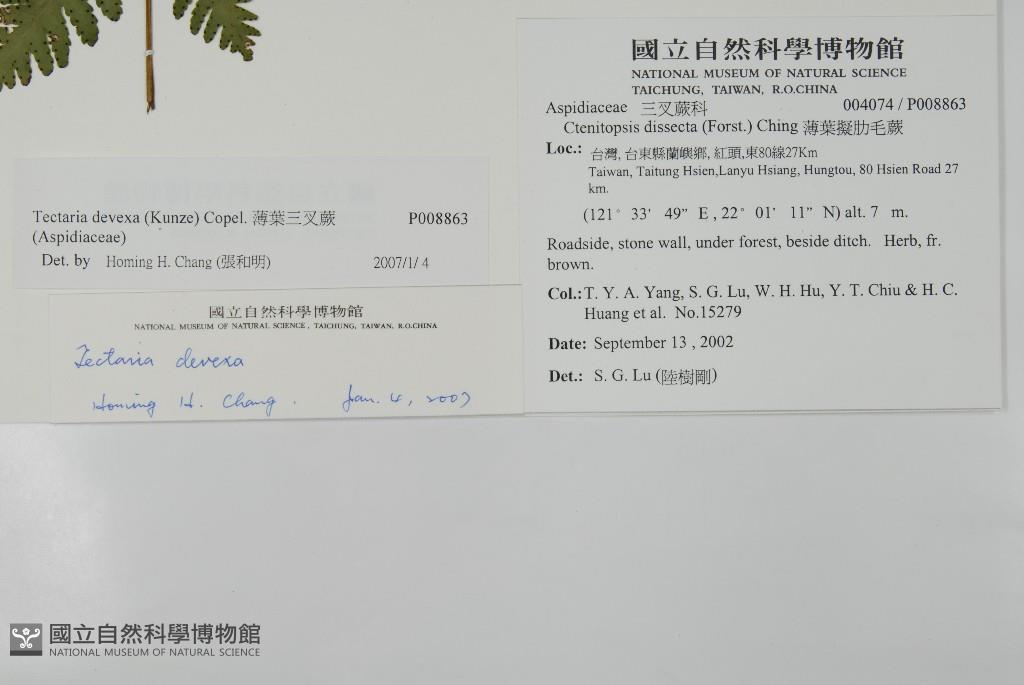 國立自然科學博物館
NATIONAL MUSEUM OF NATURAL SCIENCE
TAICHUNG, TAIWAN, R.O.CHINA
Aspidiaceae 三叉蕨科 004074 / P008863
Ctenitopsis dissecta (Forst.) Ching 薄葉擬肋毛蕨
Loc.: 台灣, 台東縣蘭嶼鄉, 紅頭,東80線27Km
Taiwan, Taitung Hsien,Lanyu Hsiang, Hungtou, 80 Hsien Road 27
km.
(121° 33' 49" E , 22° 01' 11" N) alt. 7 m.
Roadside, stone wall, under forest, beside ditch. Herb, fr.
brown.
Col.: T. Y. A. Yang, S. G. Lu, W. H. Hu, Y. T. Chiu & H. C.
Huang et al. No.15279
Date: September 13 , 2002
Det.: S. G. Lu (陸樹剛)
Tectaria devexa (Kunze) Copel. 薄葉三叉蕨 P008863
(Aspidiaceae)
Det. by Homing H. Chang (張和明) 2007/1/ 4
國立自然科學博物館
NATIONAL MUSEUM OF NATURAL SCIENCE , TAICHUNG, TAIWAN, R.O.CHINA
Tectaria devexa
Homing H. Chang . Jan. 4, 2007
國立自然科學博物館
NATIONAL MUSEUM OF NATURAL SCIENCE